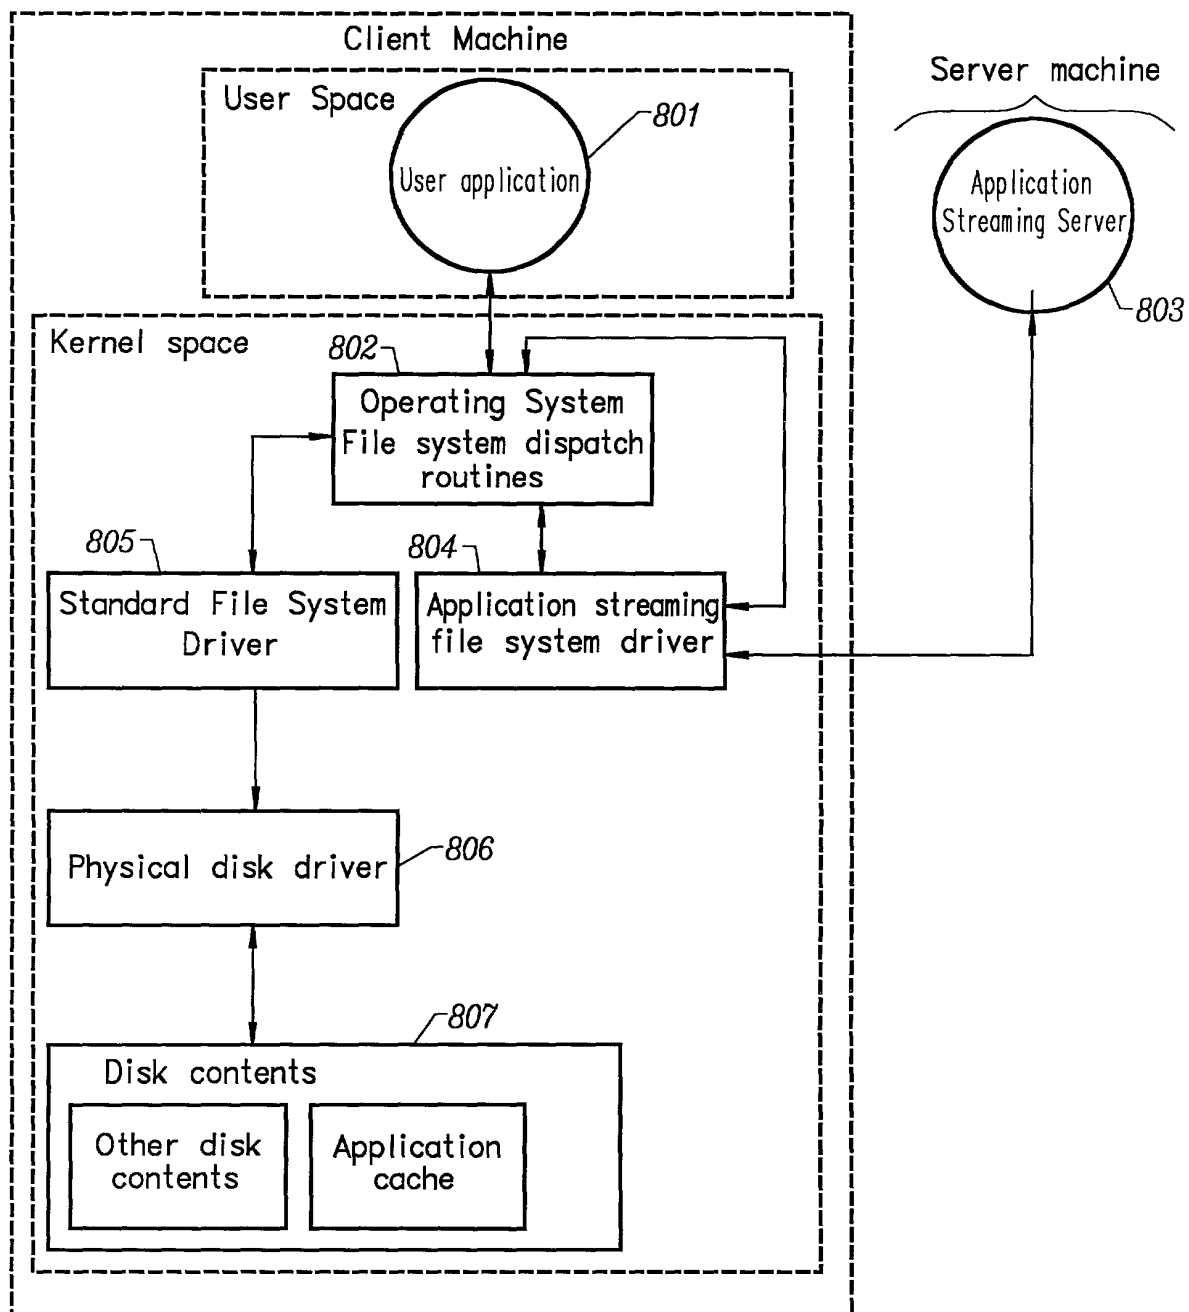 Client Machine
Server machine
User Space
801
User application
Application
Streaming Server
803
Kernel space
802
Operating System
File system dispatch
routines
805
804
Standard File System
Driver
Application streaming
file system driver
Physical disk driver
806
807
Disk contents
Other disk
contents
Application
cache